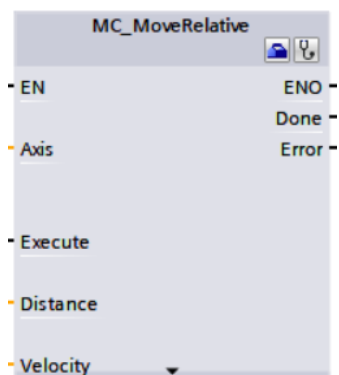 MC_MoveRelative
EN ENO
Done
Axis Error
Execute
Distance
Velocity